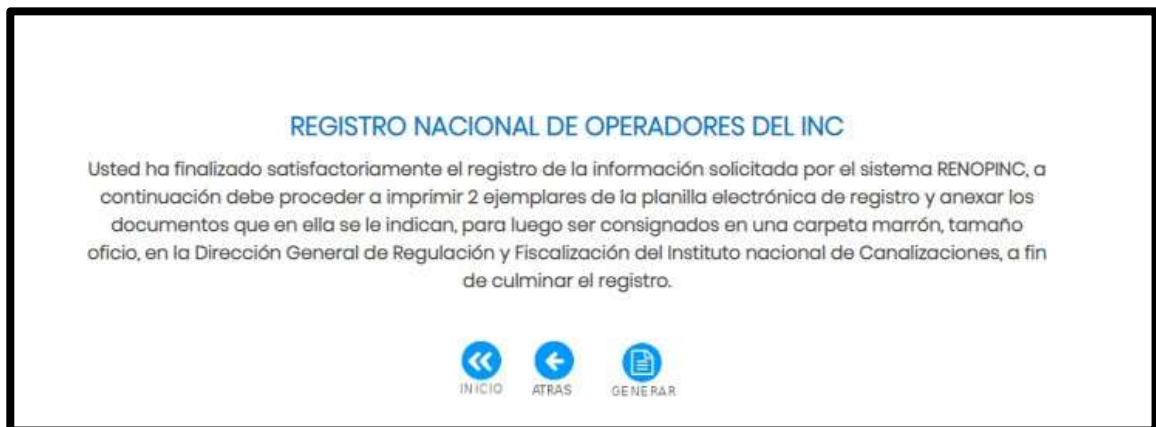 REGISTRO NACIONAL DE OPERADORES DEL INC
Usted ha finalizado satisfactoriamente el registro de la información solicitada por el sistema RENOPINC, a
continuación debe proceder a imprimir 2 ejemplares de la planilla electrónica de registro y anexar los
documentos que en ella se le indican, para luego ser consignados en una carpeta marrón, tamaño
oficio, en la Dirección General de Regulación y Fiscalización del Instituto nacional de Canalizaciones, a fin
de culminar el registro.
INICIO ATRAS GENERAR